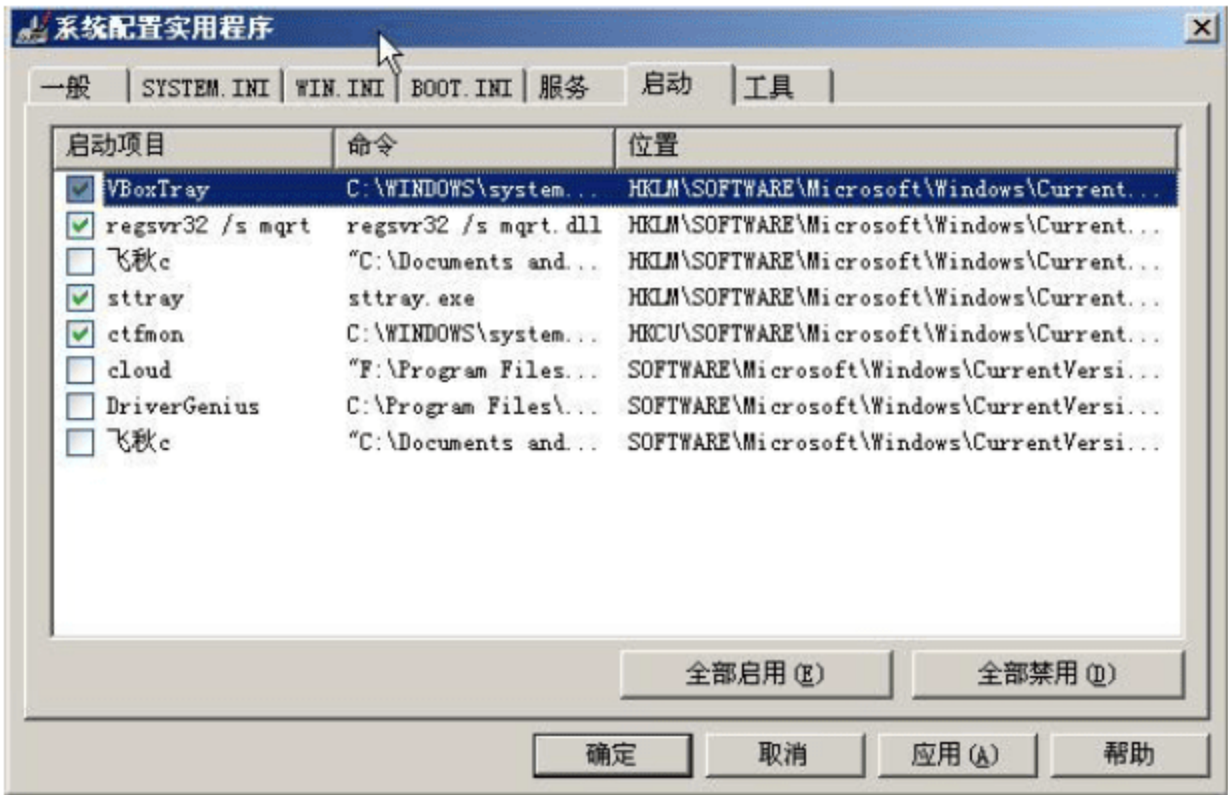 系统配置实用程序
一般 SYSTEM.INI WIN.INI BOOT.INI 服务 启动 工具
启动项目 命令 位置
VBoxTray C:\WINDOWS\system... HKLM\SOFTWARE\Microsoft\Windows\Current...
regsvr32 /s mqrt regsvr32 /s mqrt.dll HKLM\SOFTWARE\Microsoft\Windows\Current...
飞秋c "C:\Documents and... HKLM\SOFTWARE\Microsoft\Windows\Current...
sttray sttray.exe HKLM\SOFTWARE\Microsoft\Windows\Current...
ctfmon C:\WINDOWS\system... HKCU\SOFTWARE\Microsoft\Windows\Current...
cloud "F:\Program Files... SOFTWARE\Microsoft\Windows\CurrentVersi...
DriverGenius C:\Program Files\... SOFTWARE\Microsoft\Windows\CurrentVersi...
飞秋c "C:\Documents and... SOFTWARE\Microsoft\Windows\CurrentVersi...
全部启用(E) 全部禁用(D)
确定 取消 应用(A) 帮助